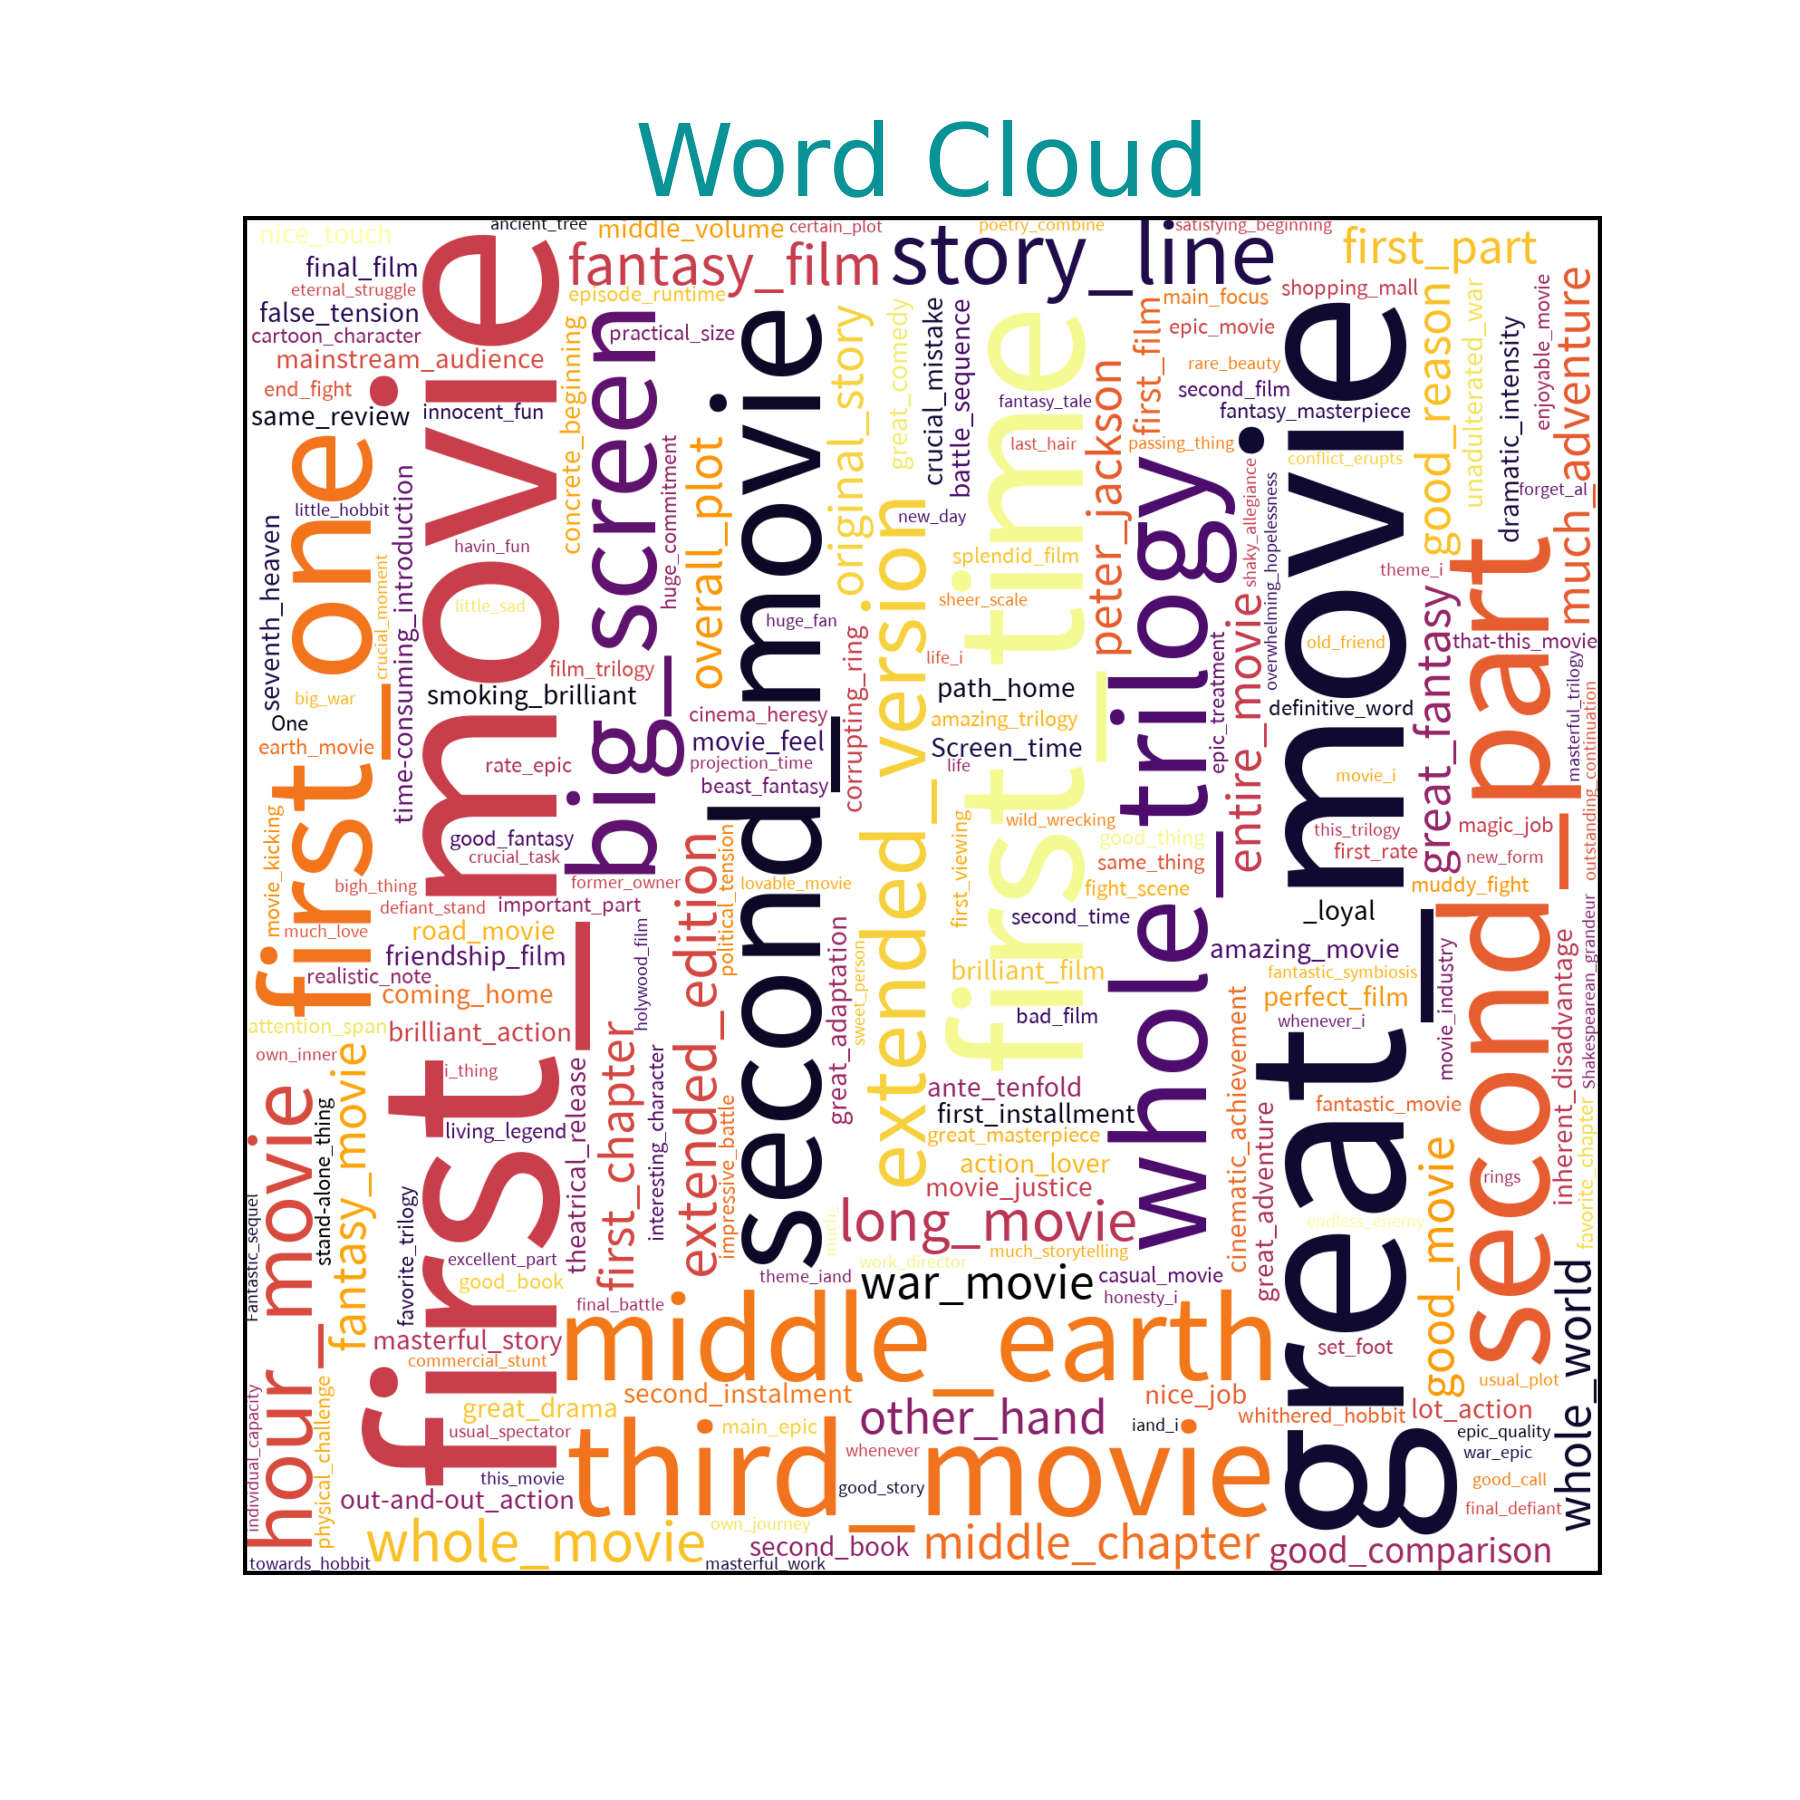 Word Cloud
ancient_tree
middle_volume
certain_plot
poetry_combine
satisfying_beginning
nice_touch
fantasy_film
story_line
first_part
final_film
eternal_struggle
episode_runtime
main_focus
shopping_mall
false_tension
cartoon_character
practical_size
epic_movie
mainstream_audience
rare_beauty
end_fight
second_film
same_review
innocent_fun
fantasy_tale
fantasy_masterpiece
last_hair
passing_thing
conflict_erupts
first_one
first_movie
big_screen
second_movie
concrete_beginning
huge_commitment
overall_plot
original_story
great_comedy
crucial_mistake
battle_sequence
first_time
extended_version
peter_jackson
first_film
whole_trilogy
great_movie
good_reason
unadulterated_war
dramatic_intensity
enjoyable_movie
much_adventure
second_part
little_hobbit
new_day
forget_al
havin_fun
splendid_film
theme_i
little_sad
sheer_scale
huge_fan
seventh_heaven
crucial_moment
time-consuming_introduction
corrupting_ring
shaky_allegiance
overwhelming_hopelessness
entire_movie
epic_treatment
great_fantasy
old_friend
that-this_movie
film_trilogy
life_i
big_war
smoking_brilliant
path_home
definitive_word
One
cinema_heresy
amazing_trilogy
earth_movie
movie_feel
Screen_time
rate_epic
projection_time
life
movie_i
beast_fantasy
masterful_trilogy
outstanding_continuation
movie_kicking
good_fantasy
crucial_task
wild_wrecking
good_thing
this_trilogy
magic_job
same_thing
first_rate
new_form
bigh_thing
former_owner
lovable_movie
fight_scene
muddy_fight
defiant_stand
important_part
second_time
_loyal
much_love
road_movie
friendship_film
amazing_movie
realistic_note
brilliant_film
fantastic_symbiosis
coming_home
perfect_film
attention_span
brilliant_action
bad_film
whenever_i
own_inner
i_thing
extended_edition
political_tension
first_viewing
holywood_film
great_adaptation
sweet_person
movie_industry
inherent_disadvantage
Shakespearean_grandeur
ante_tenfold
first_installment
fantastic_movie
living_legend
great_masterpiece
action_lover
movie_justice
rings
hour_movie
stand-alone_thing
fantasy_movie
Fantastic_sequel
favorite_trilogy
theatrical_release
first_chapter
interesting_character
impressive_battle
much_
cinematic_achievement
great_adventure
good_movie
favorite_chapter
whole_world
long_movie
endless_enemy
much_storytelling
excellent_part
work_director
good_book
theme_iand
war_movie
casual_movie
final_battle
honesty_i
masterful_story
middle_earth
set_foot
commercial_stunt
second_instalment
nice_job
usual_plot
great_drama
other_hand
whithered_hobbit
lot_action
usual_spectator
main_epic
iand_i
epic_quality
whenever
war_epic
individual_capacity
physical_challenge
this_movie
third_movie
good_story
good_call
out-and-out_action
final_defiant
whole_movie
own_journey
second_book
middle_chapter
good_comparison
towards_hobbit
masterful_work